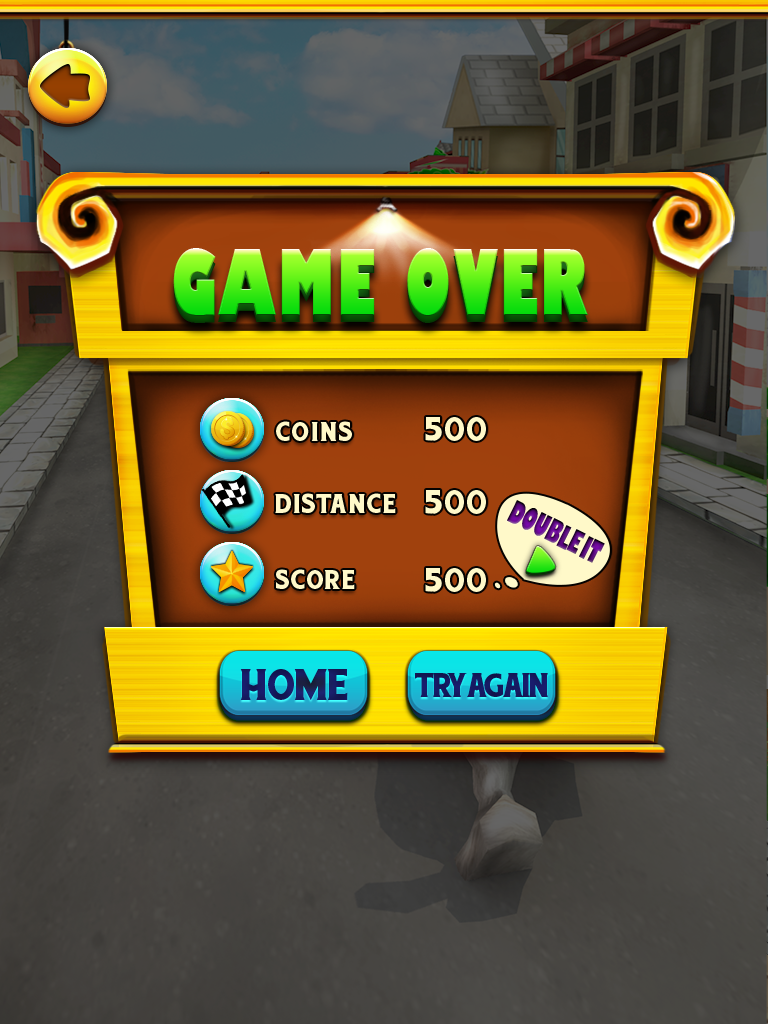 GAME OVER
COINS 500
DISTANCE 500
DOUBLE IT
SCORE 500
HOME TRY AGAIN